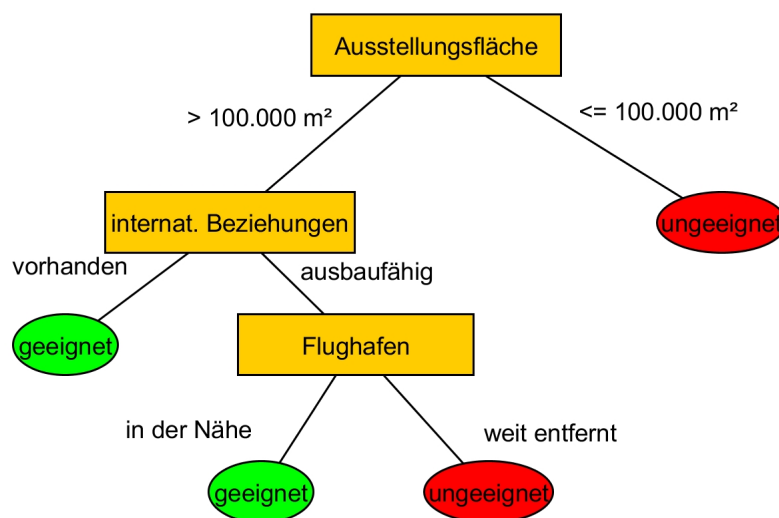 Ausstellungsfläche
> 100.000 m²
<= 100.000 m²
internat. Beziehungen
ungeeignet
vorhanden
ausbaufähig
geeignet
Flughafen
in der Nähe
weit entfernt
geeignet
ungeeignet